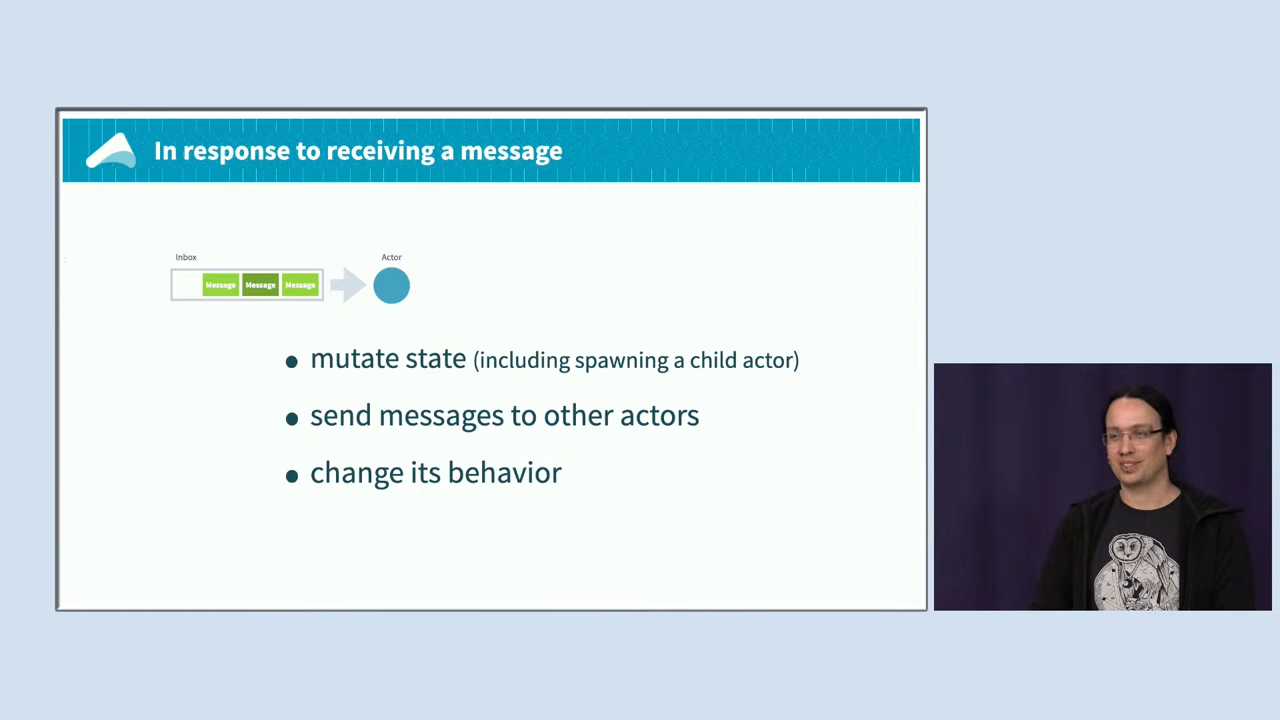 In response to receiving a message
Inbox
Actor
Message Message Message
mutate state (including spawning a child actor)
send messages to other actors
change its behavior